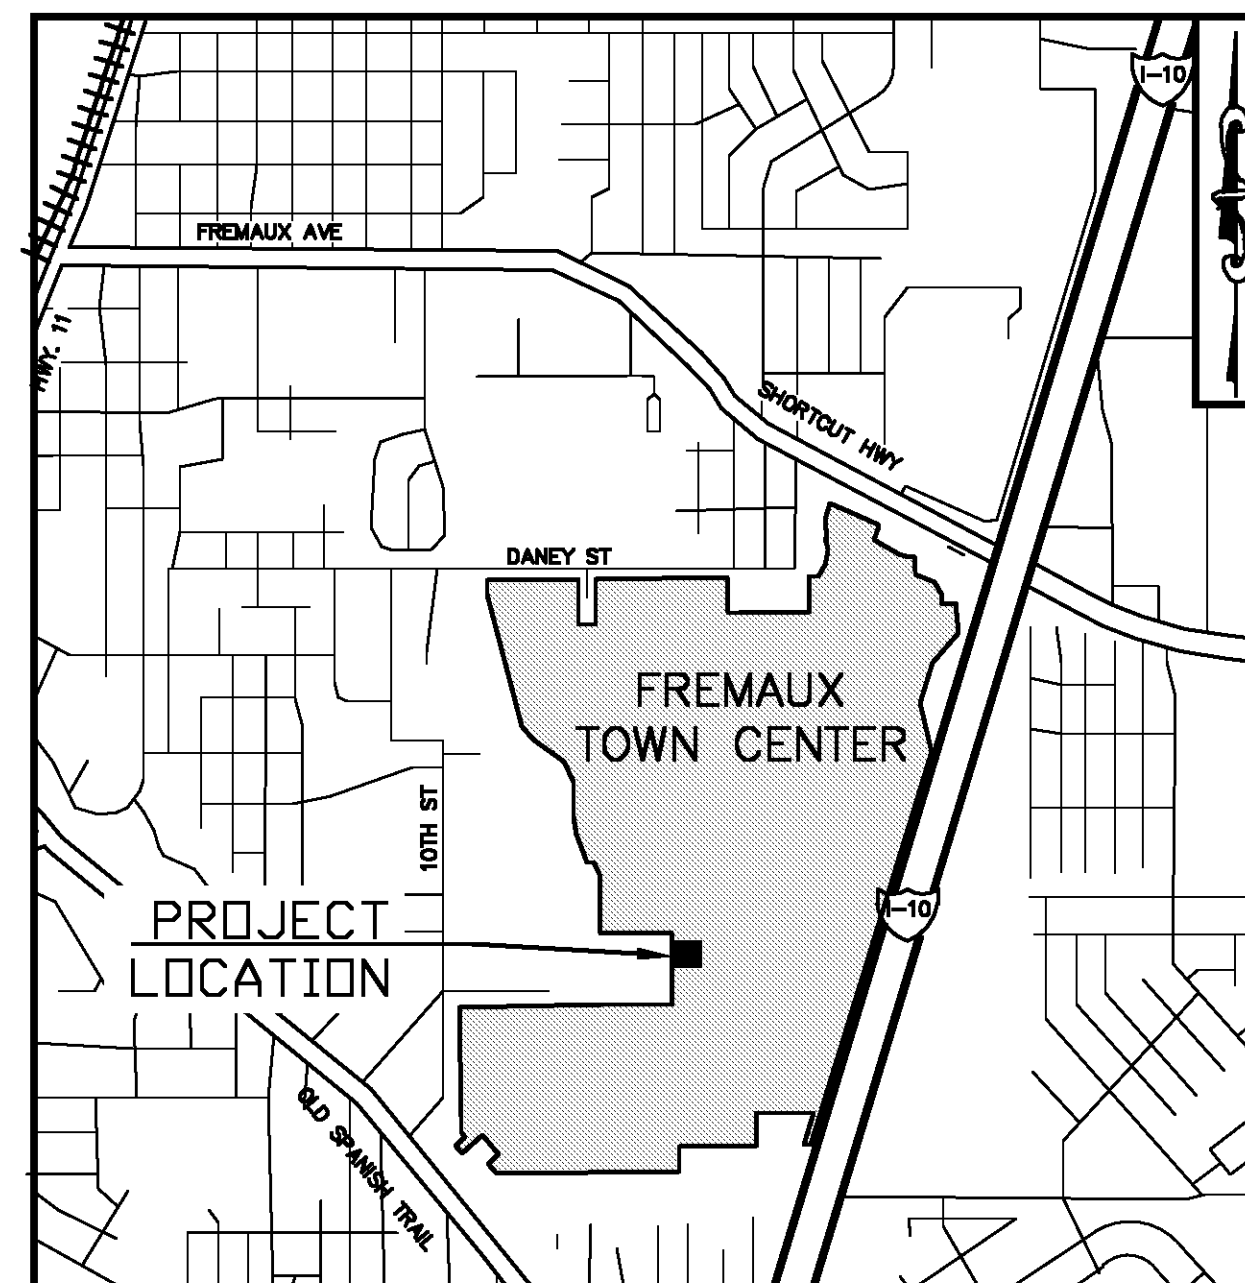 I-10
FREMAUX AVE
HWY. 11
SHORTCUT HWY
DANEY ST
FREMAUX
TOWN CENTER
10TH ST
I-10
PROJECT
LOCATION
OLD SPANISH TRAIL